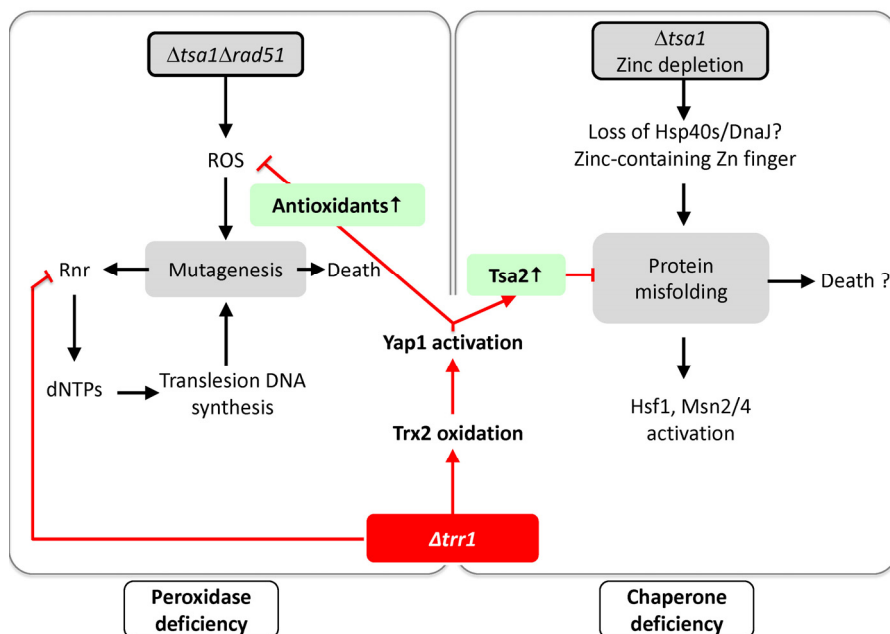 Δtsa1Δrad51
ROS
Antioxidants↑
Rnr
Mutagenesis
Death
dNTPs
Translesion DNA
synthesis
Yap1 activation
Trx2 oxidation
Δtrr1
Peroxidase
deficiency
Δtsa1
Zinc depletion
Loss of Hsp40s/DnaJ?
Zinc-containing Zn finger
Tsa2↑
Protein
misfolding
Death ?
Hsf1, Msn2/4
activation
Chaperone
deficiency